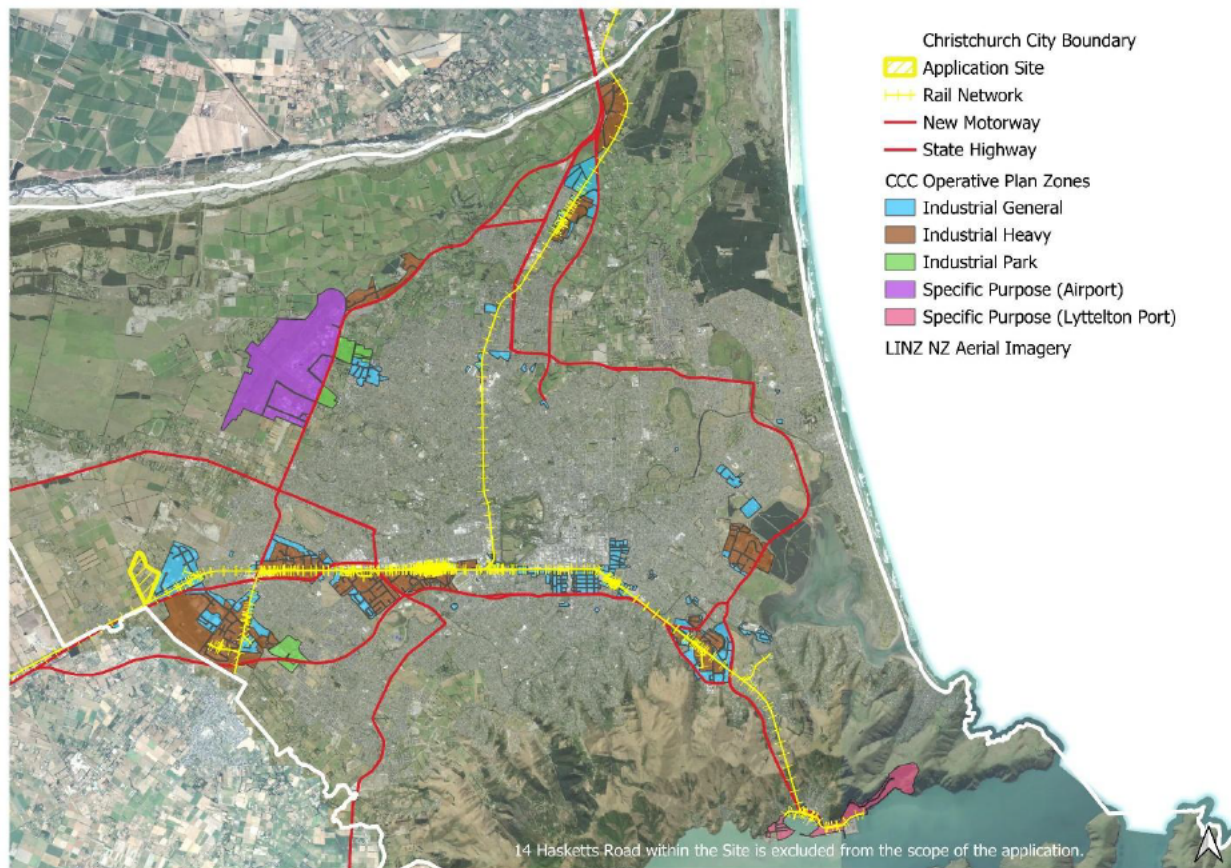 Christchurch City Boundary
Application Site
Rail Network
New Motorway
State Highway
CCC Operative Plan Zones
Industrial General
Industrial Heavy
Industrial Park
Specific Purpose (Airport)
Specific Purpose (Lyttelton Port)
LINZ NZ Aerial Imagery
14 Hasketts Road within the Site is excluded from the scope of the application.